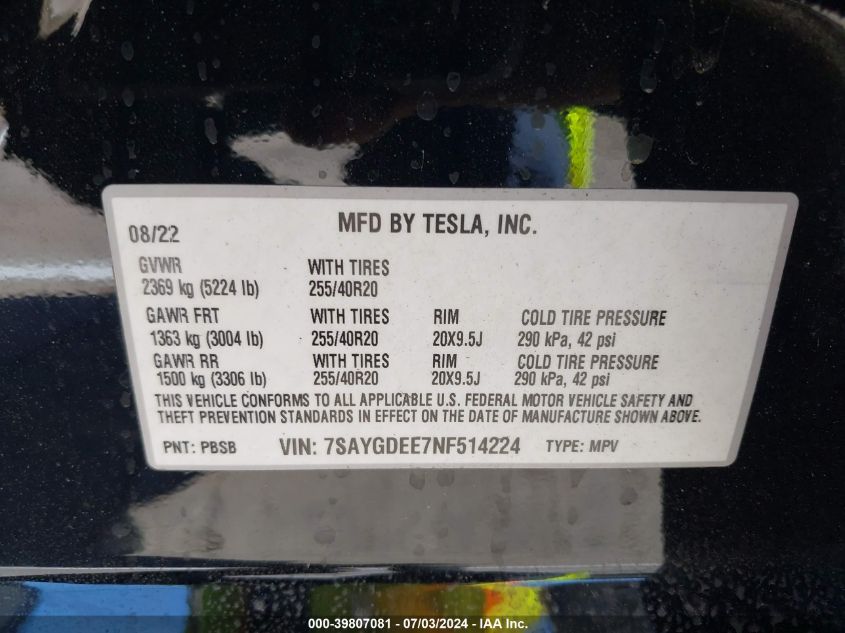 08/22 MFD BY TESLA, INC.
GVWR WITH TIRES
2369 kg (5224 lb) 255/40R20
GAWR FRT WITH TIRES RIM COLD TIRE PRESSURE
1363 kg (3004 lb) 255/40R20 20X9.5J 290 kPa, 42 psi
GAWR RR WITH TIRES RIM COLD TIRE PRESSURE
1500 kg (3306 lb) 255/40R20 20X9.5J 290 kPa, 42 psi
THIS VEHICLE CONFORMS TO ALL APPLICABLE U.S. FEDERAL MOTOR VEHICLE SAFETY AND
THEFT PREVENTION STANDARDS IN EFFECT ON THE DATE OF MANUFACTURE SHOWN ABOVE.
PNT: PBSB VIN: 7SAYGDEE7NF514224 TYPE: MPV
000-39807081 - 07/03/2024 - IAA Inc.